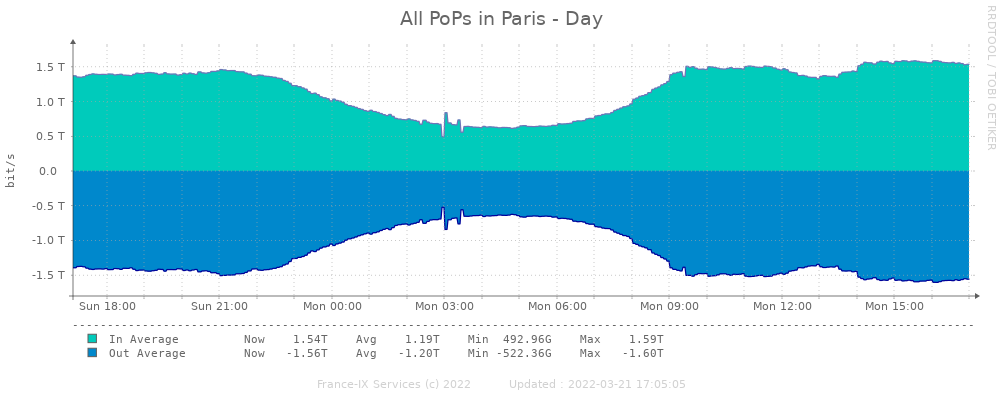 All PoPs in Paris - Day
RRDTOOL / TOBI OETIKER
bit/s
1.5 T
1.0 T
0.5 T
0.0
-0.5 T
-1.0 T
-1.5 T
Sun 18:00 Sun 21:00 Mon 00:00 Mon 03:00 Mon 06:00 Mon 09:00 Mon 12:00 Mon 15:00
In Average Now 1.54T Avg 1.19T Min 492.96G Max 1.59T
Out Average Now -1.56T Avg -1.20T Min -522.36G Max -1.60T
France-IX Services (c) 2022 Updated : 2022-03-21 17:05:05